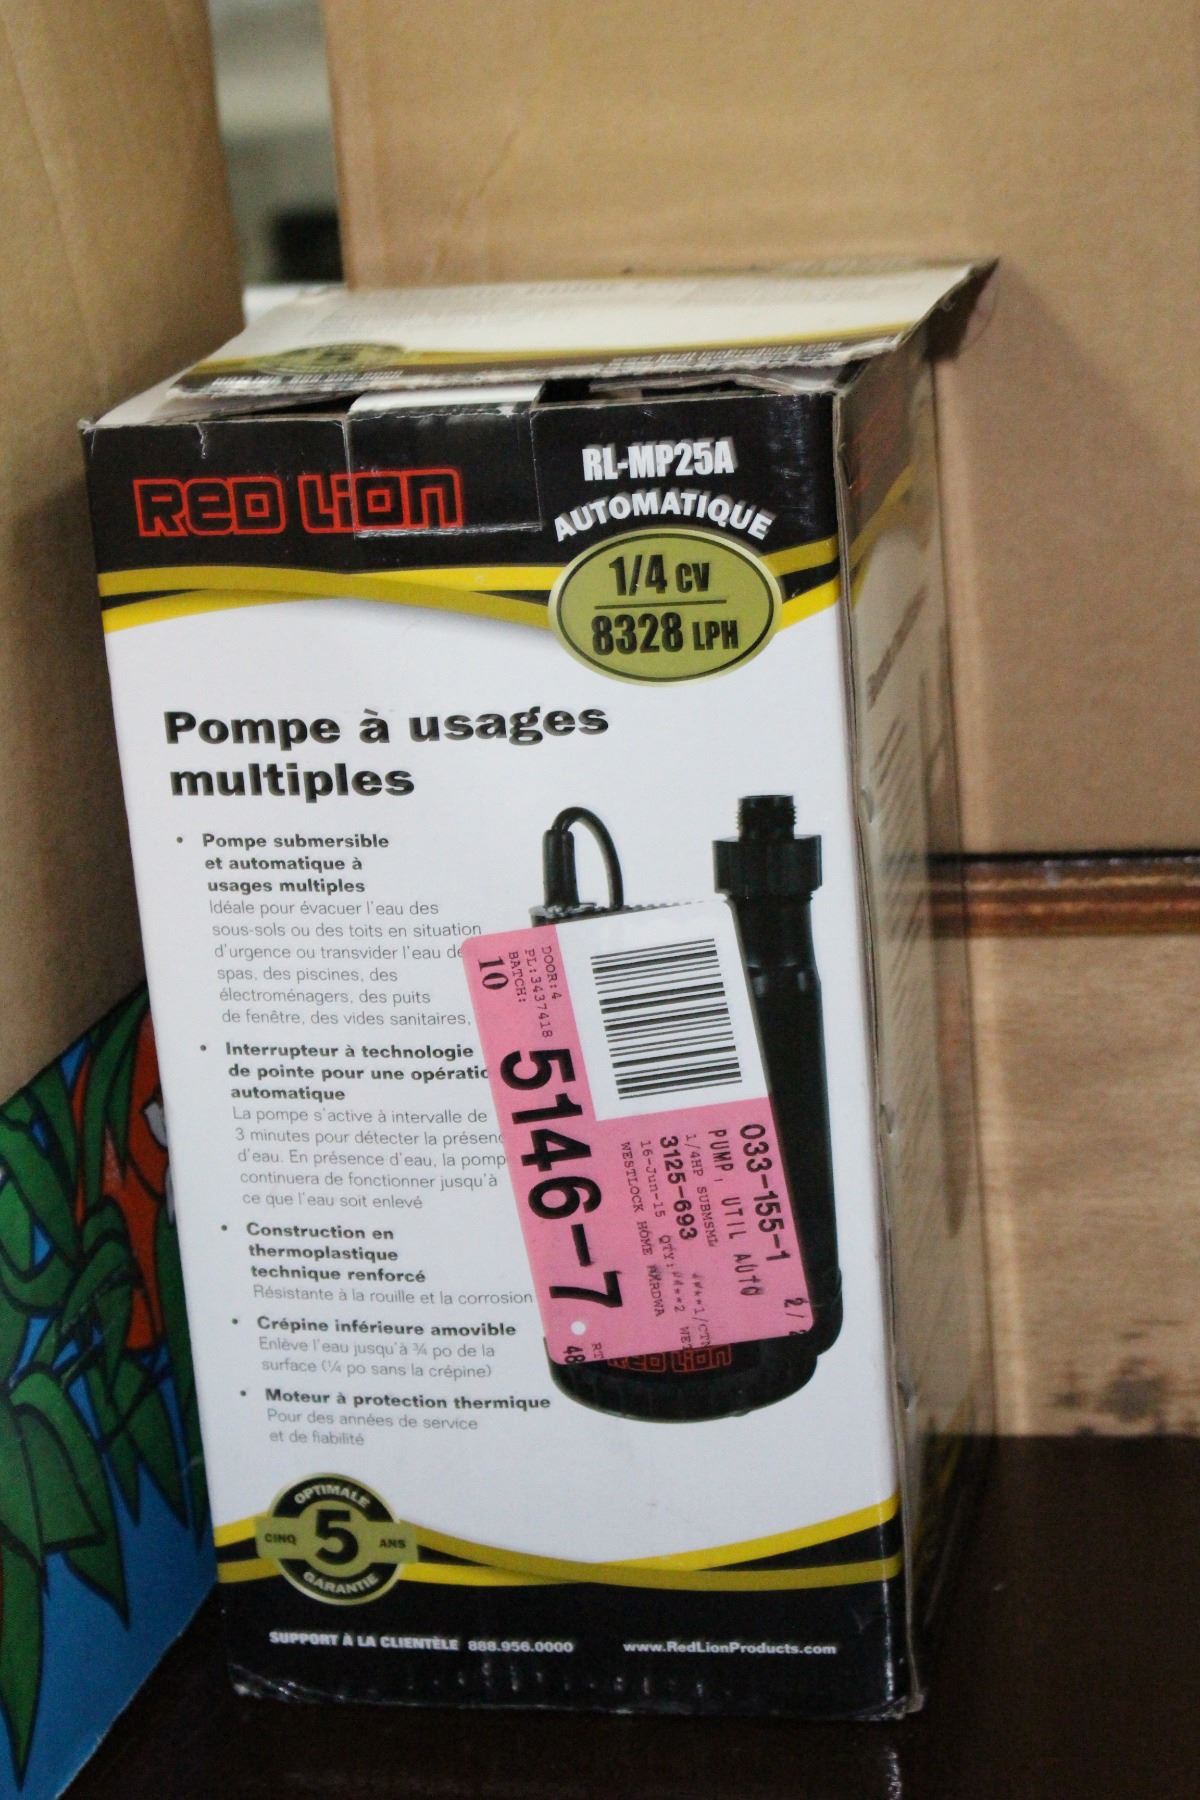 RED LION
RL-MP25A
AUTOMATIQUE
1/4 CV
8328 LPH
Pompe à usages
multiples
• Pompe submersible
et automatique à
usages multiples
Idéale pour évacuer l'eau des
sous-sols ou des toits en situation
d'urgence ou transvider l'eau de
spas, des piscines, des
électroménagers, des puits
de fenêtre, des vides sanitaires,
• Interrupteur à technologie
de pointe pour une opératic
automatique
La pompe s'active à intervalle de
3 minutes pour détecter la présenc
d'eau. En présence d'eau, la pomp
continuera de fonctionner jusqu'à
ce que l'eau soit enlevé
• Construction en
thermoplastique
technique renforcé
Résistante à la rouille et la corrosion
• Crépine inférieure amovible
Enlève l'eau jusqu'à ¾ po de la
surface (¼ po sans la crépine)
• Moteur à protection thermique
Pour des années de service
et de fiabilité
DOOR: 4
PL:3437418
BATCH:
10
5146-7
48
033-155-1
PUMP, UTIL AUTO
1/4HP SUBMSML
3125-693
16-Jun-15 QTY:
WESTLOCK HOME
2/
RED LION
OPTIMALE
CINQ 5 ANS
GARANTIE
SUPPORT À LA CLIENTÈLE 888.956.0000
www.RedLionProducts.com